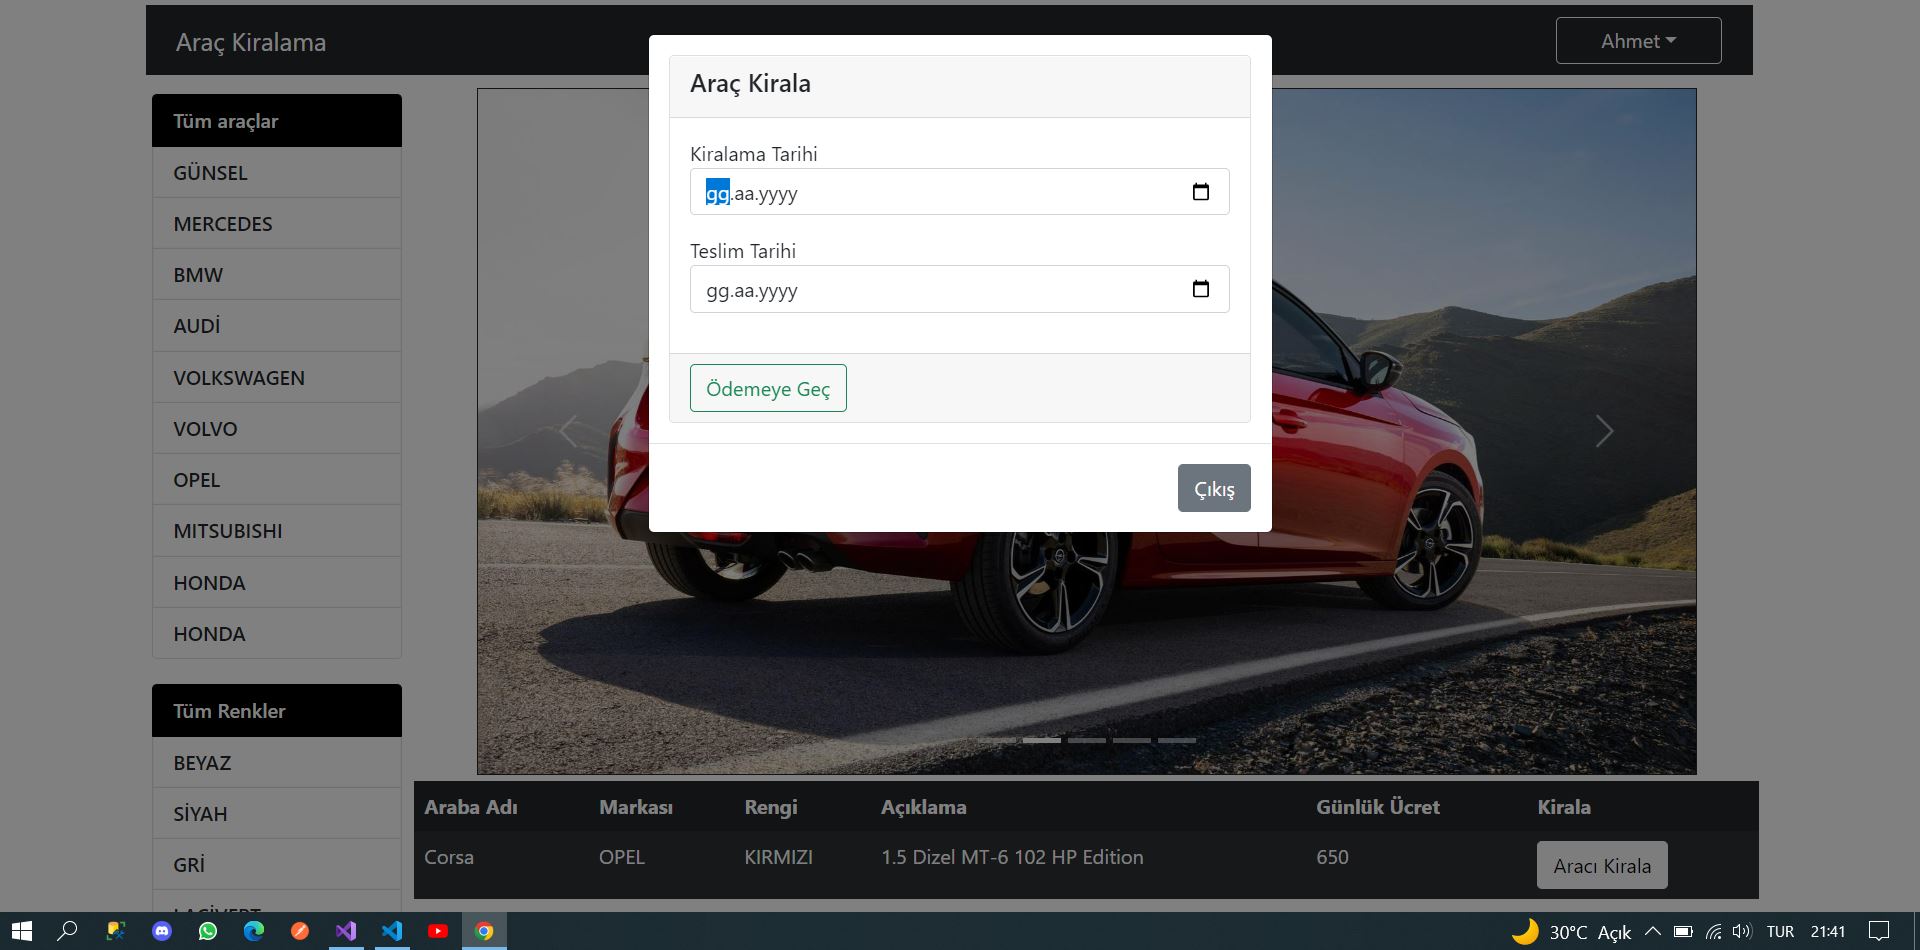 Araç Kiralama
Ahmet
Tüm araçlar
GÜNSEL
MERCEDES
BMW
AUDİ
VOLKSWAGEN
VOLVO
OPEL
MITSUBISHI
HONDA
HONDA
Tüm Renkler
BEYAZ
SİYAH
GRİ
LACİVERT
Araç Kirala
Kiralama Tarihi
gg.aa.yyyy
Teslim Tarihi
gg.aa.yyyy
Ödemeye Geç
Çıkış
Araba Adı Markası Rengi Açıklama Günlük Ücret Kirala
Corsa OPEL KIRMIZI 1.5 Dizel MT-6 102 HP Edition 650 Aracı Kirala
30°C Açık TUR 21:41